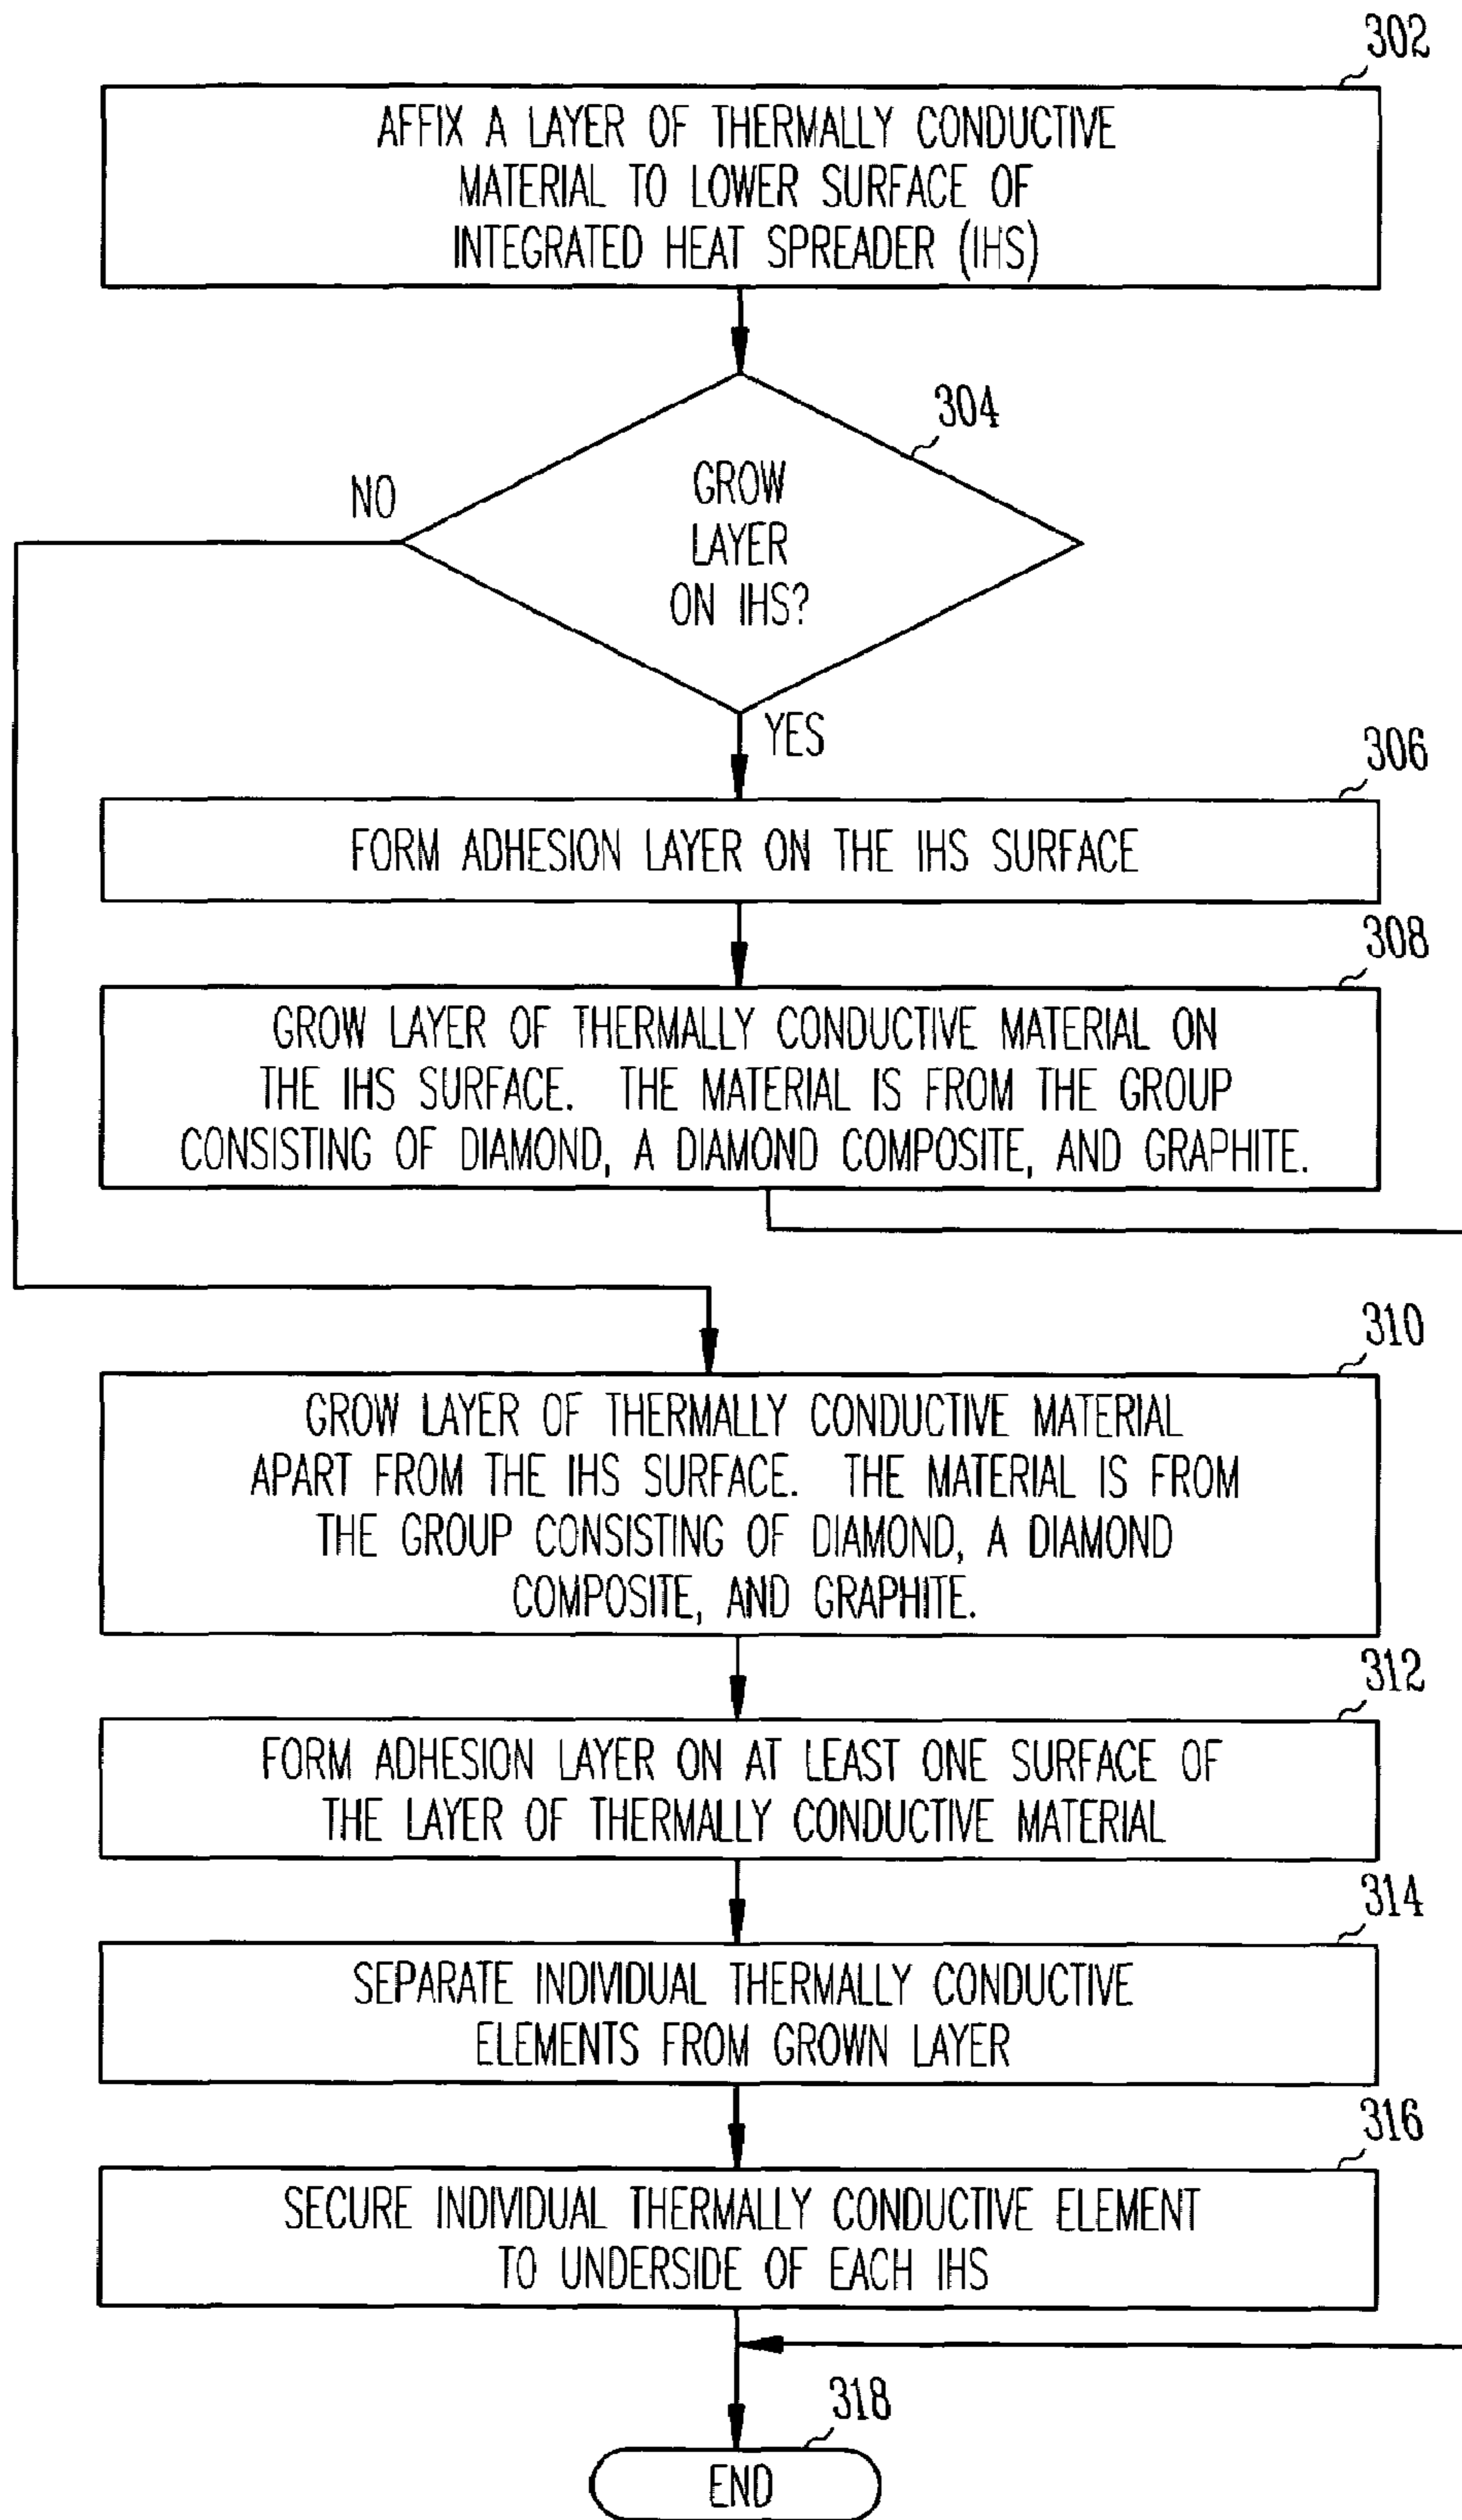 302
AFFIX A LAYER OF THERMALLY CONDUCTIVE
MATERIAL TO LOWER SURFACE OF
INTEGRATED HEAT SPREADER (IHS)
304
NO
GROW
LAYER
ON IHS?
YES
306
FORM ADHESION LAYER ON THE IHS SURFACE
308
GROW LAYER OF THERMALLY CONDUCTIVE MATERIAL ON
THE IHS SURFACE. THE MATERIAL IS FROM THE GROUP
CONSISTING OF DIAMOND, A DIAMOND COMPOSITE, AND GRAPHITE.
310
GROW LAYER OF THERMALLY CONDUCTIVE MATERIAL
APART FROM THE IHS SURFACE. THE MATERIAL IS FROM
THE GROUP CONSISTING OF DIAMOND, A DIAMOND
COMPOSITE, AND GRAPHITE.
312
FORM ADHESION LAYER ON AT LEAST ONE SURFACE OF
THE LAYER OF THERMALLY CONDUCTIVE MATERIAL
314
SEPARATE INDIVIDUAL THERMALLY CONDUCTIVE
ELEMENTS FROM GROWN LAYER
316
SECURE INDIVIDUAL THERMALLY CONDUCTIVE ELEMENT
TO UNDERSIDE OF EACH IHS
318
END